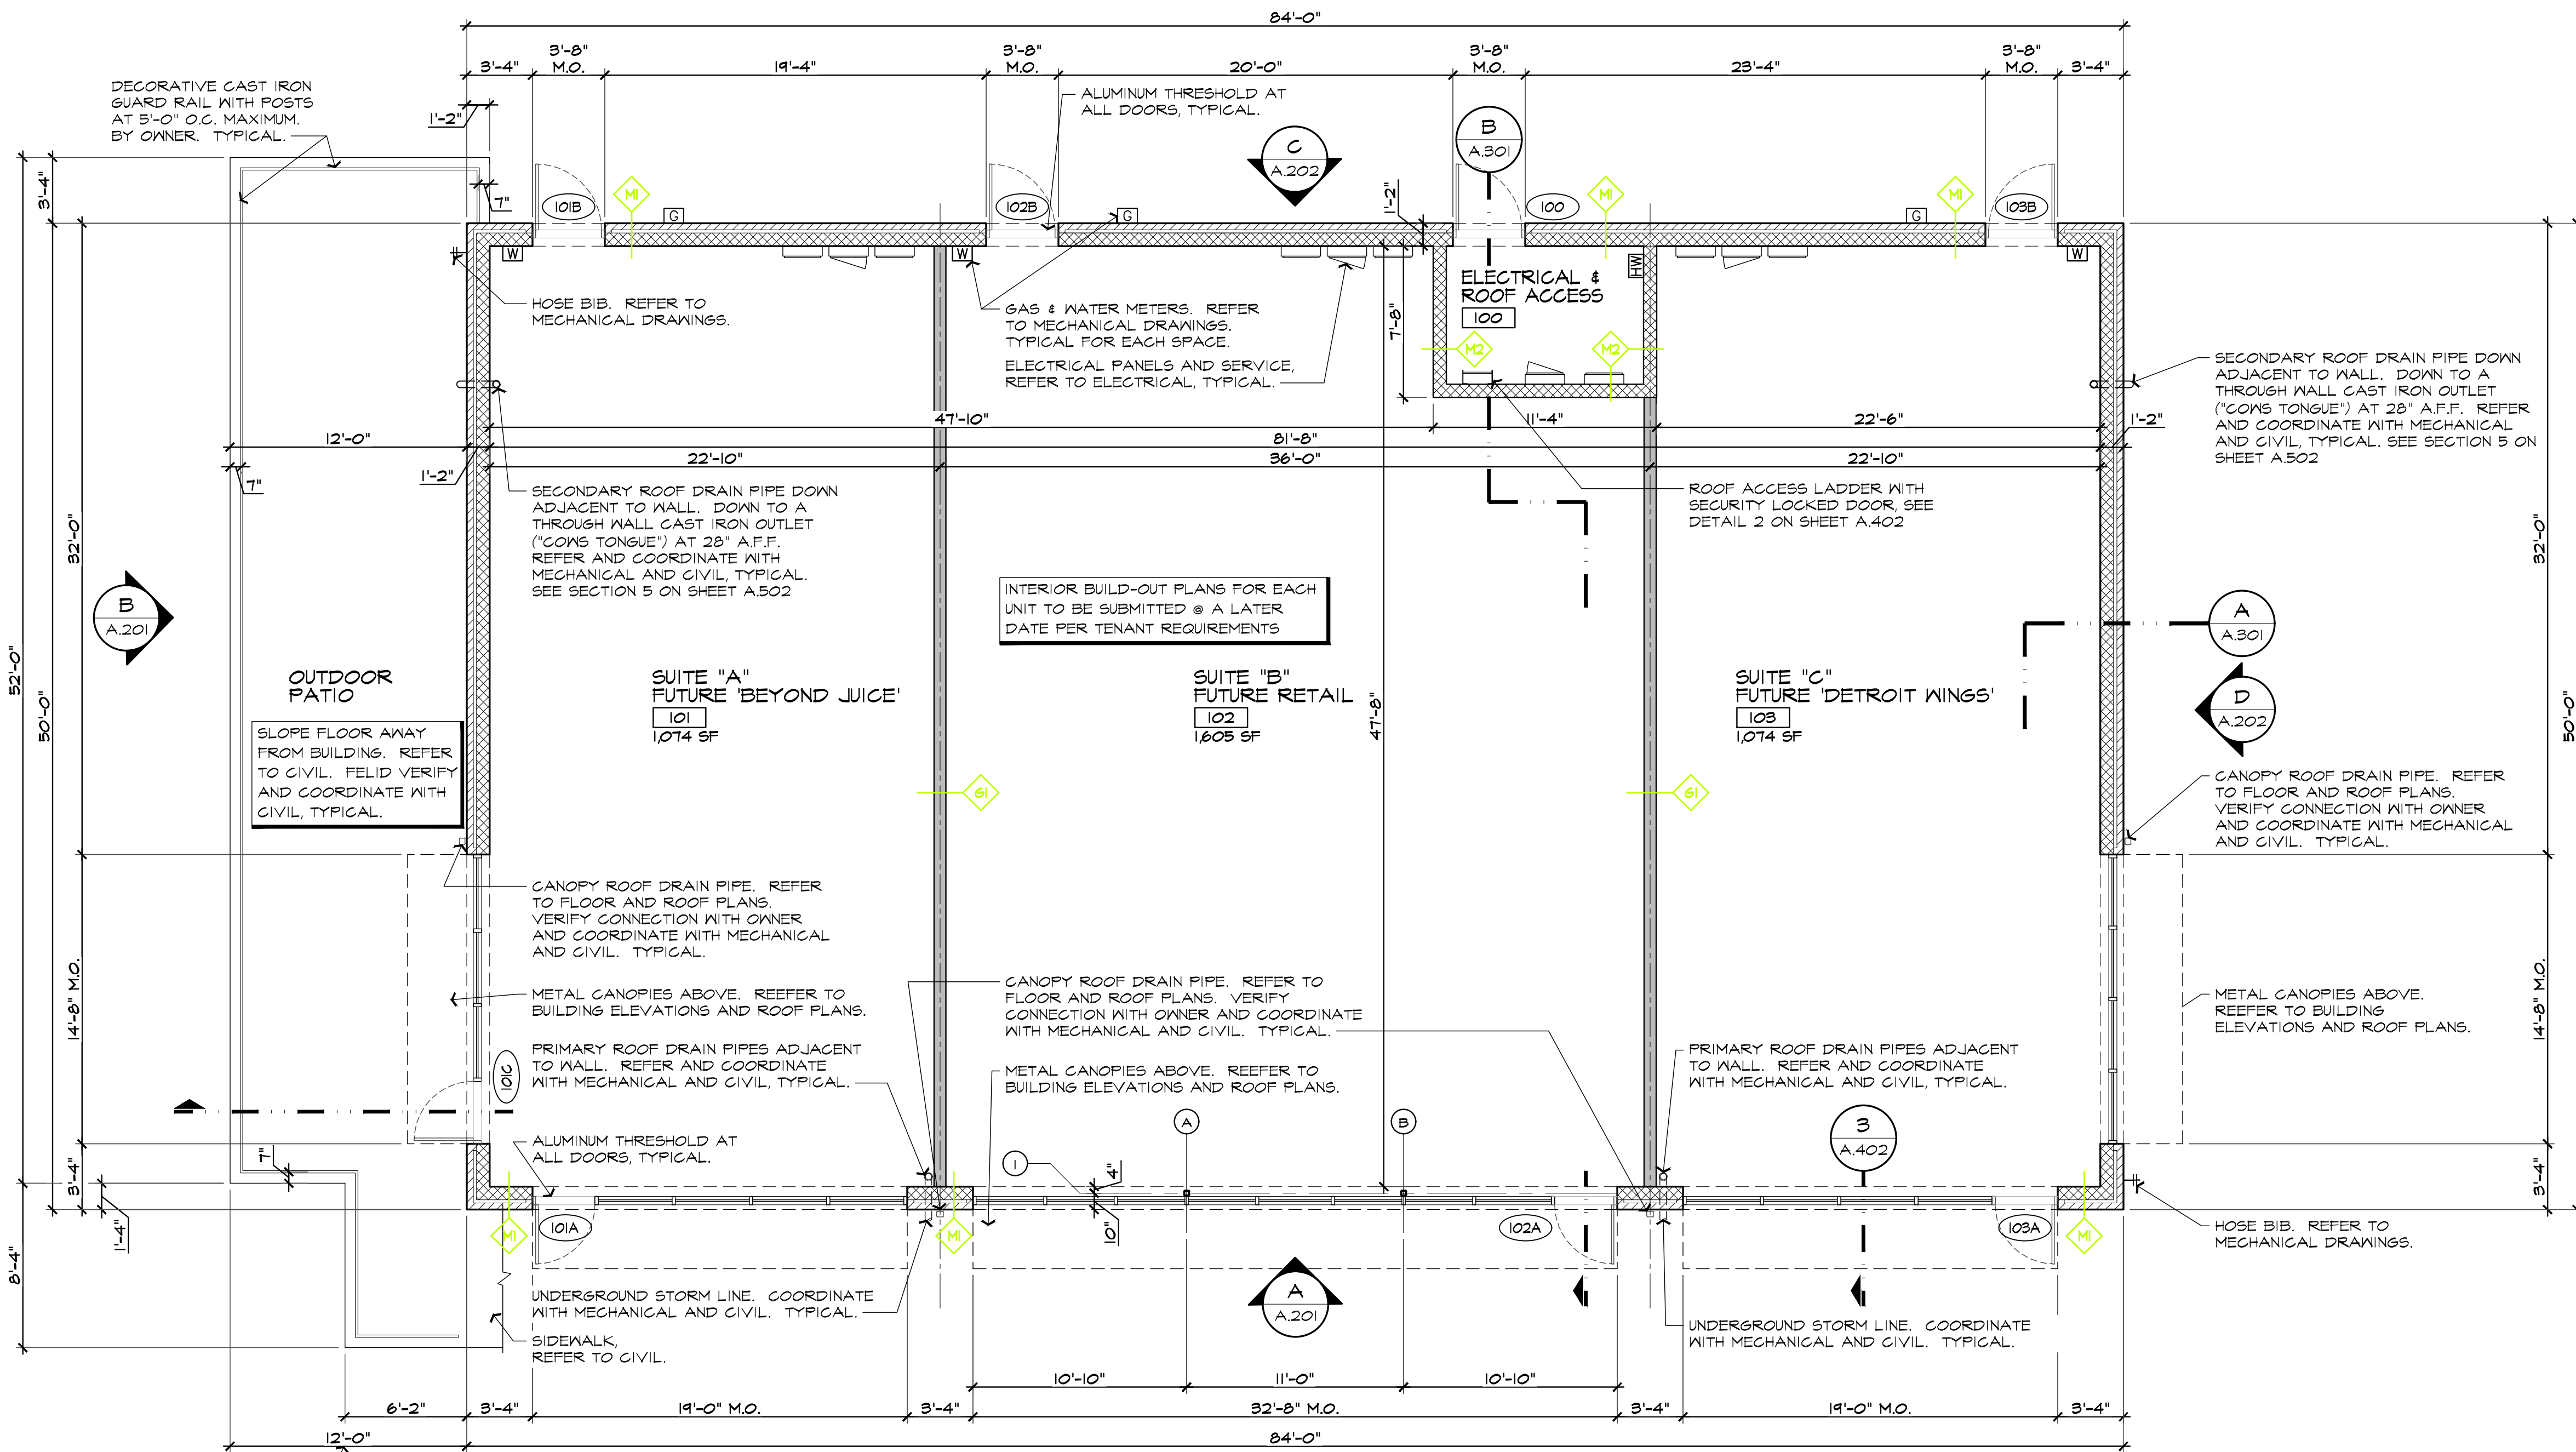 84'-0"
3'-4"
3'-8"
M.O.
19'-4"
3'-8"
M.O.
20'-0"
3'-8"
M.O.
23'-4"
3'-8"
M.O.
3'-4"
DECORATIVE CAST IRON
GUARD RAIL WITH POSTS
AT 5'-0" O.C. MAXIMUM.
BY OWNER. TYPICAL.
1'-2"
ALUMINUM THRESHOLD AT
ALL DOORS, TYPICAL.
C
A.202
B
A.301
1'-2"
3'-4"
7"
101B
M1
G
102B
G
100
M1
G
M1
103B
W
W
HW
W
ELECTRICAL &
ROOF ACCESS
100
HOSE BIB. REFER TO
MECHANICAL DRAWINGS.
GAS & WATER METERS. REFER
TO MECHANICAL DRAWINGS.
TYPICAL FOR EACH SPACE.
ELECTRICAL PANELS AND SERVICE,
REFER TO ELECTRICAL, TYPICAL.
7'-8"
M2
M2
SECONDARY ROOF DRAIN PIPE DOWN
ADJACENT TO WALL. DOWN TO A
THROUGH WALL CAST IRON OUTLET
("COWS TONGUE") AT 28" A.F.F. REFER
AND COORDINATE WITH MECHANICAL
AND CIVIL, TYPICAL. SEE SECTION 5 ON
SHEET A.502
47'-10"
11'-4"
22'-6"
1'-2"
12'-0"
81'-8"
1'-2"
22'-10"
36'-0"
22'-10"
7"
SECONDARY ROOF DRAIN PIPE DOWN
ADJACENT TO WALL. DOWN TO A
THROUGH WALL CAST IRON OUTLET
("COWS TONGUE") AT 28" A.F.F.
REFER AND COORDINATE WITH
MECHANICAL AND CIVIL, TYPICAL.
SEE SECTION 5 ON SHEET A.502
ROOF ACCESS LADDER WITH
SECURITY LOCKED DOOR, SEE
DETAIL 2 ON SHEET A.402
32'-0"
32'-0"
INTERIOR BUILD-OUT PLANS FOR EACH
UNIT TO BE SUBMITTED @ A LATER
DATE PER TENANT REQUIREMENTS
B
A.201
A
A.301
52'-0"
50'-0"
OUTDOOR
PATIO
SUITE "A"
FUTURE 'BEYOND JUICE'
101
1,074 SF
SUITE "B"
FUTURE RETAIL
102
1,605 SF
47'-8"
SUITE "C"
FUTURE 'DETROIT WINGS'
103
1,074 SF
D
A.202
50'-0"
SLOPE FLOOR AWAY
FROM BUILDING. REFER
TO CIVIL. FELID VERIFY
AND COORDINATE WITH
CIVIL, TYPICAL.
G1
G1
CANOPY ROOF DRAIN PIPE. REFER
TO FLOOR AND ROOF PLANS.
VERIFY CONNECTION WITH OWNER
AND COORDINATE WITH MECHANICAL
AND CIVIL. TYPICAL.
CANOPY ROOF DRAIN PIPE. REFER
TO FLOOR AND ROOF PLANS.
VERIFY CONNECTION WITH OWNER
AND COORDINATE WITH MECHANICAL
AND CIVIL. TYPICAL.
14'-8" M.O.
14'-8" M.O.
METAL CANOPIES ABOVE. REEFER TO
BUILDING ELEVATIONS AND ROOF PLANS.
CANOPY ROOF DRAIN PIPE. REFER TO
FLOOR AND ROOF PLANS. VERIFY
CONNECTION WITH OWNER AND COORDINATE
WITH MECHANICAL AND CIVIL. TYPICAL.
METAL CANOPIES ABOVE.
REEFER TO BUILDING
ELEVATIONS AND ROOF PLANS.
101C
PRIMARY ROOF DRAIN PIPES ADJACENT
TO WALL. REFER AND COORDINATE
WITH MECHANICAL AND CIVIL, TYPICAL.
METAL CANOPIES ABOVE. REEFER TO
BUILDING ELEVATIONS AND ROOF PLANS.
PRIMARY ROOF DRAIN PIPES ADJACENT
TO WALL. REFER AND COORDINATE
WITH MECHANICAL AND CIVIL, TYPICAL.
A
B
3
A.402
ALUMINUM THRESHOLD AT
ALL DOORS, TYPICAL.
1
4"
10"
7"
3'-4"
3'-4"
1'-4"
8'-4"
M1
101A
M1
102A
103A
M1
HOSE BIB. REFER TO
MECHANICAL DRAWINGS.
UNDERGROUND STORM LINE. COORDINATE
WITH MECHANICAL AND CIVIL. TYPICAL.
A
A.201
UNDERGROUND STORM LINE. COORDINATE
WITH MECHANICAL AND CIVIL. TYPICAL.
SIDEWALK,
REFER TO CIVIL.
10'-10"
11'-0"
10'-10"
6'-2"
3'-4"
19'-0" M.O.
3'-4"
32'-8" M.O.
3'-4"
19'-0" M.O.
3'-4"
12'-0"
84'-0"